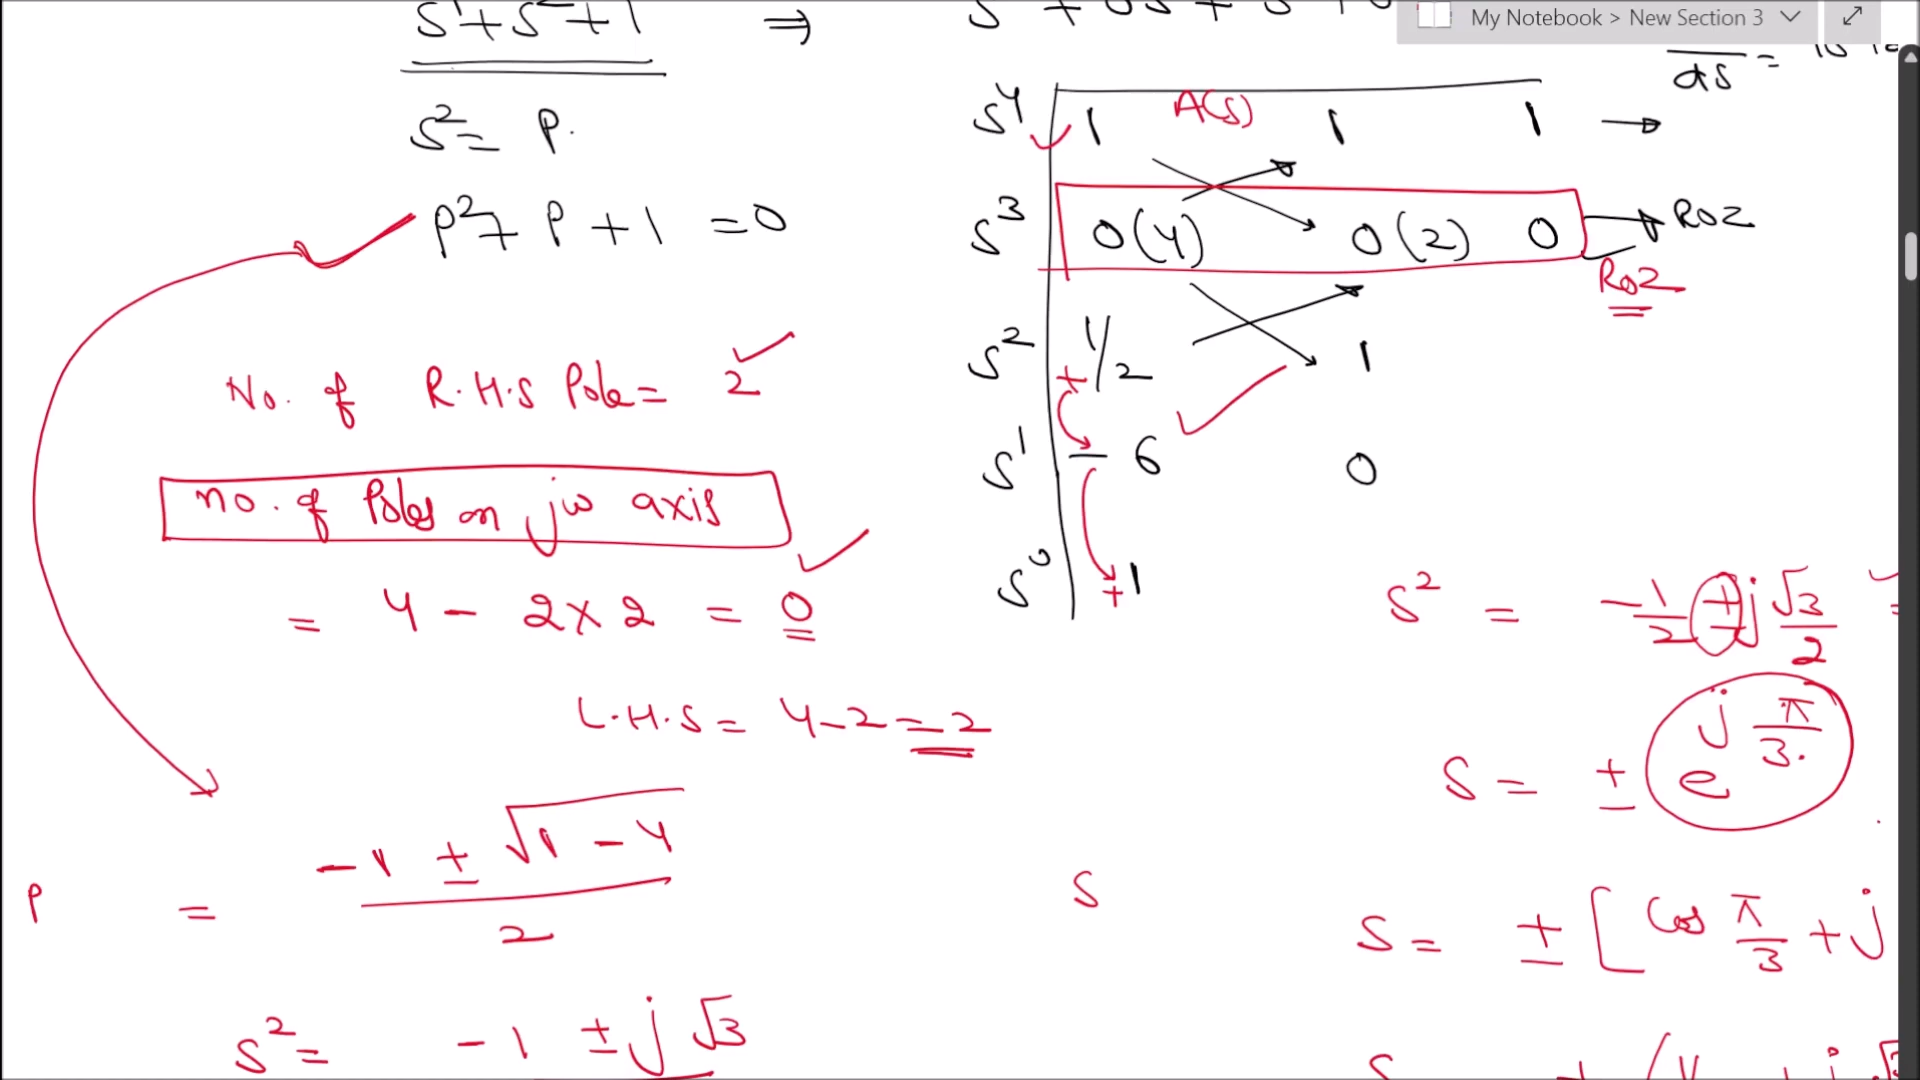 My Notebook > New Section 3
S⁴+S²+1 ⇒
ds =
S² = P.
S⁴ 1 A(S) 1 1 →
P² + P + 1 = 0
S³ 0(4) 0(2) 0 → ROZ
ROZ
No. of R.H.S Pole = 2
S² + 1/2 1
S¹ - 6 0
no. of Poles on jω axis
S⁰ +1
= 4 - 2×2 = 0
S² = -1/2 ± j √3/2
L.H.S = 4-2 = 2
S = ± e^(j π/3.)
P = (-1 ± √(1-4))/2
S
S = ± [ Cos π/3 + j
S² = -1 ± j √3